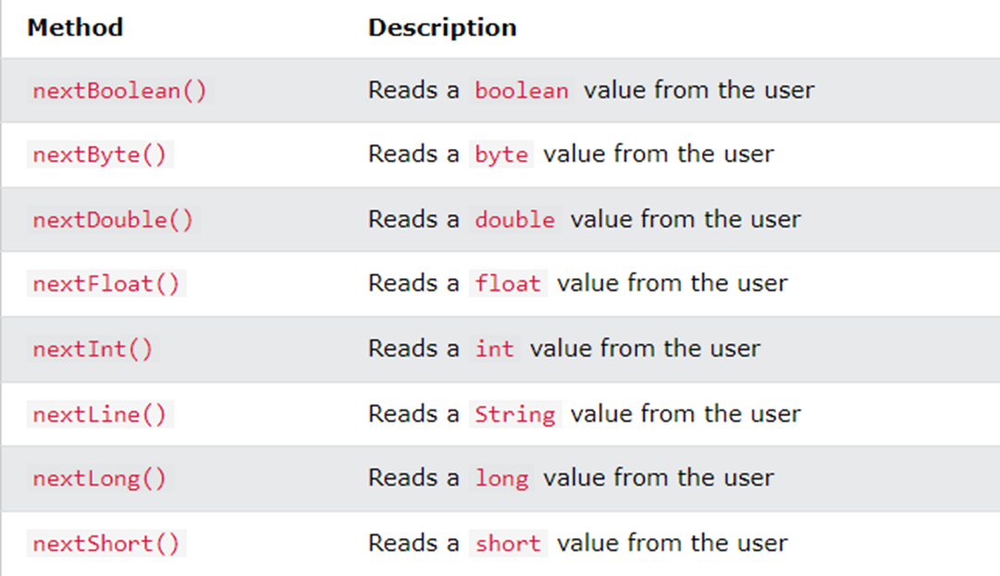 Method Description
nextBoolean() Reads a boolean value from the user
nextByte() Reads a byte value from the user
nextDouble() Reads a double value from the user
nextFloat() Reads a float value from the user
nextInt() Reads a int value from the user
nextLine() Reads a String value from the user
nextLong() Reads a long value from the user
nextShort() Reads a short value from the user